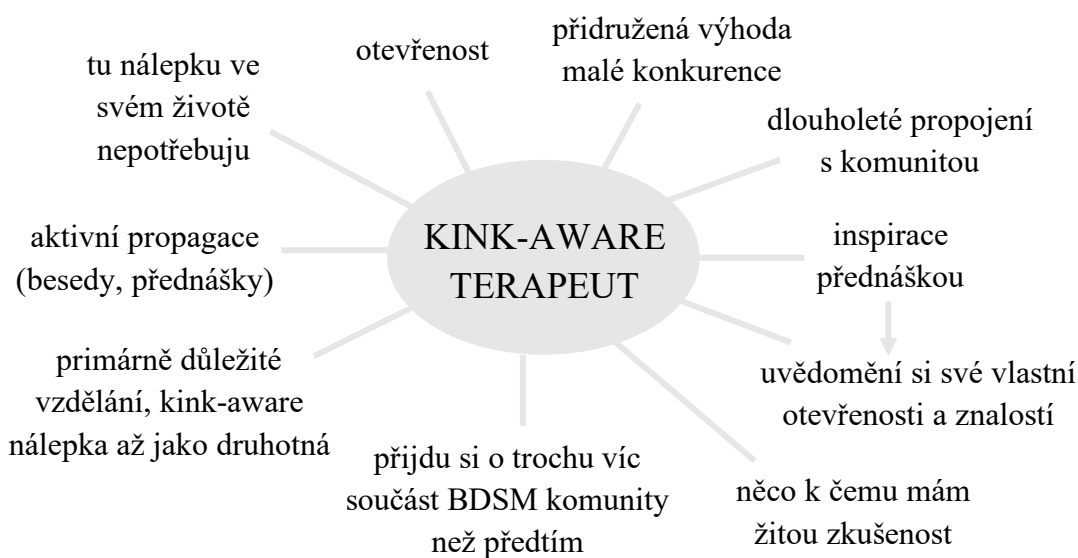 tu nálepku ve
svém životě
nepotřebuju
otevřenost
přidružená výhoda
malé konkurence
dlouholeté propojení
s komunitou
aktivní propagace
(besedy, přednášky)
KINK-AWARE
TERAPEUT
inspirace
přednáškou
primárně důležité
vzdělání, kink-aware
nálepka až jako druhotná
přijdu si o trochu víc
součást BDSM komunity
než předtím
něco k čemu mám
žitou zkušenost
uvědomění si své vlastní
otevřenosti a znalostí